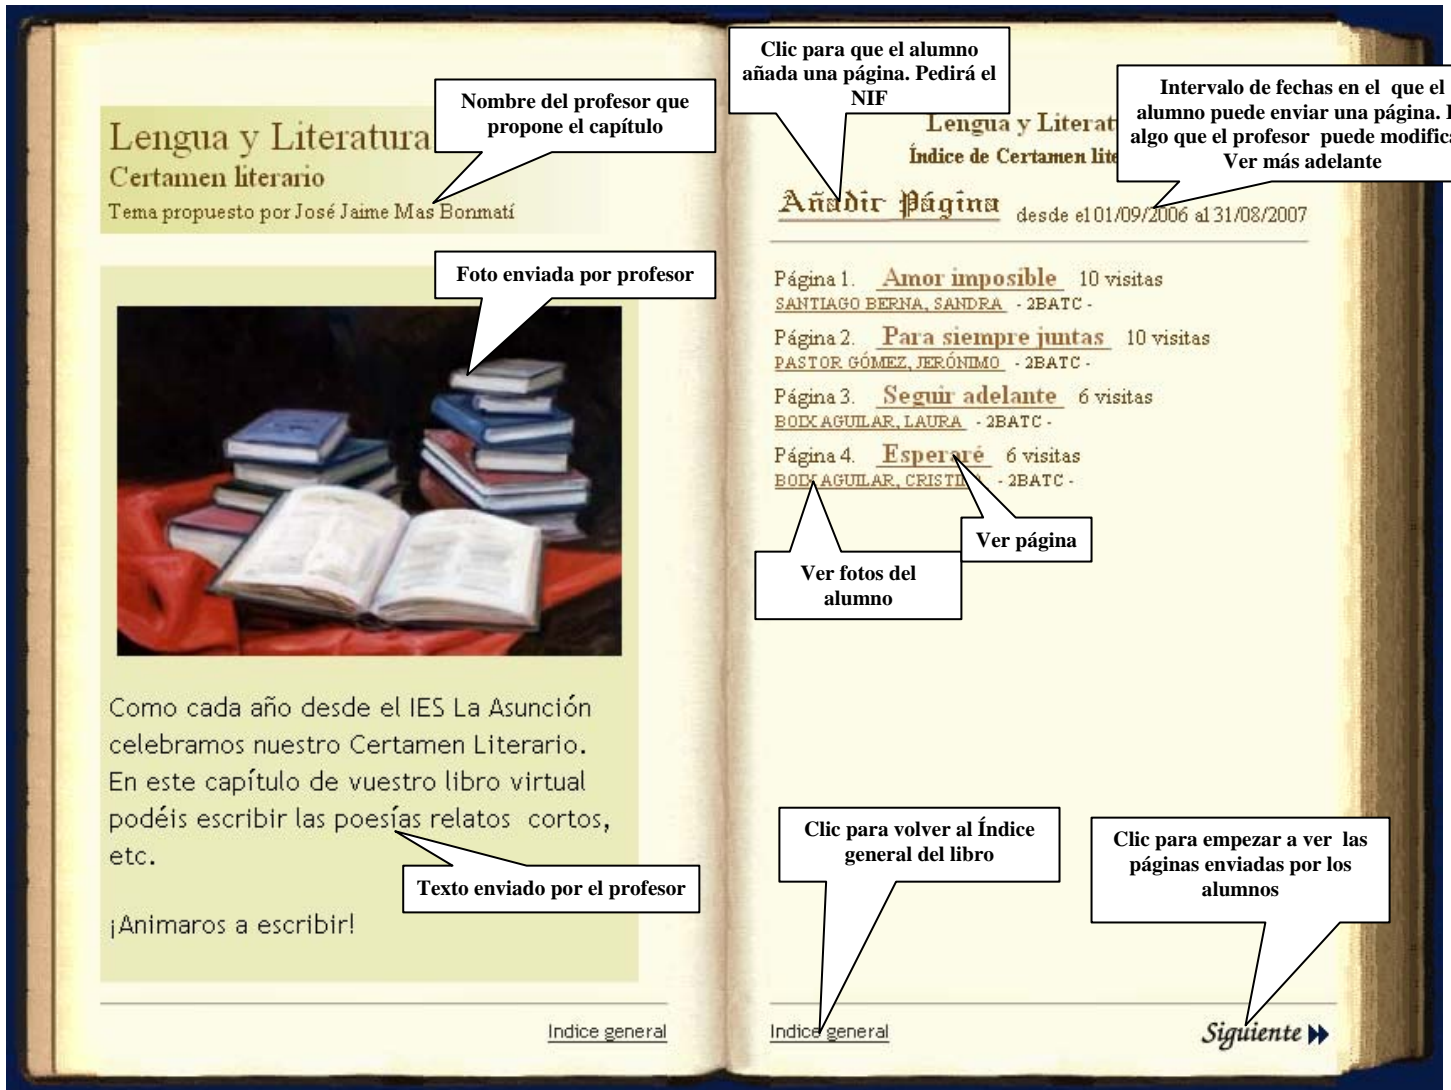 Lengua y Literatura
Certamen literario
Tema propuesto por José Jaime Mas Bonmatí
Nombre del profesor que
propone el capítulo
Foto enviada por profesor
Como cada año desde el IES La Asunción
celebramos nuestro Certamen Literario.
En este capítulo de vuestro libro virtual
podéis escribir las poesías relatos cortos,
etc.
Texto enviado por el profesor
¡Animaros a escribir!
Indice general
Clic para que el alumno
añada una página. Pedirá el
NIF
Intervalo de fechas en el que el
alumno puede enviar una página.
algo que el profesor puede
Ver más adelante
Lengua y
Índice de Certamen
Añadir Página desde el 01/09/2006 al 31/08/2007
Página 1. Amor imposible 10 visitas
SANTIAGO BERNA, SANDRA - 2BATC -
Página 2. Para siempre juntas 10 visitas
PASTOR GÓMEZ, JERÓNIMO - 2BATC -
Página 3. Seguir adelante 6 visitas
BOIX AGUILAR, LAURA - 2BATC -
Página 4. Esperaré 6 visitas
BOIX AGUILAR, - 2BATC -
Ver página
Ver fotos del
alumno
Clic para volver al Índice
general del libro
Clic para empezar a ver las
páginas enviadas por los
alumnos
Indice general
Siguiente